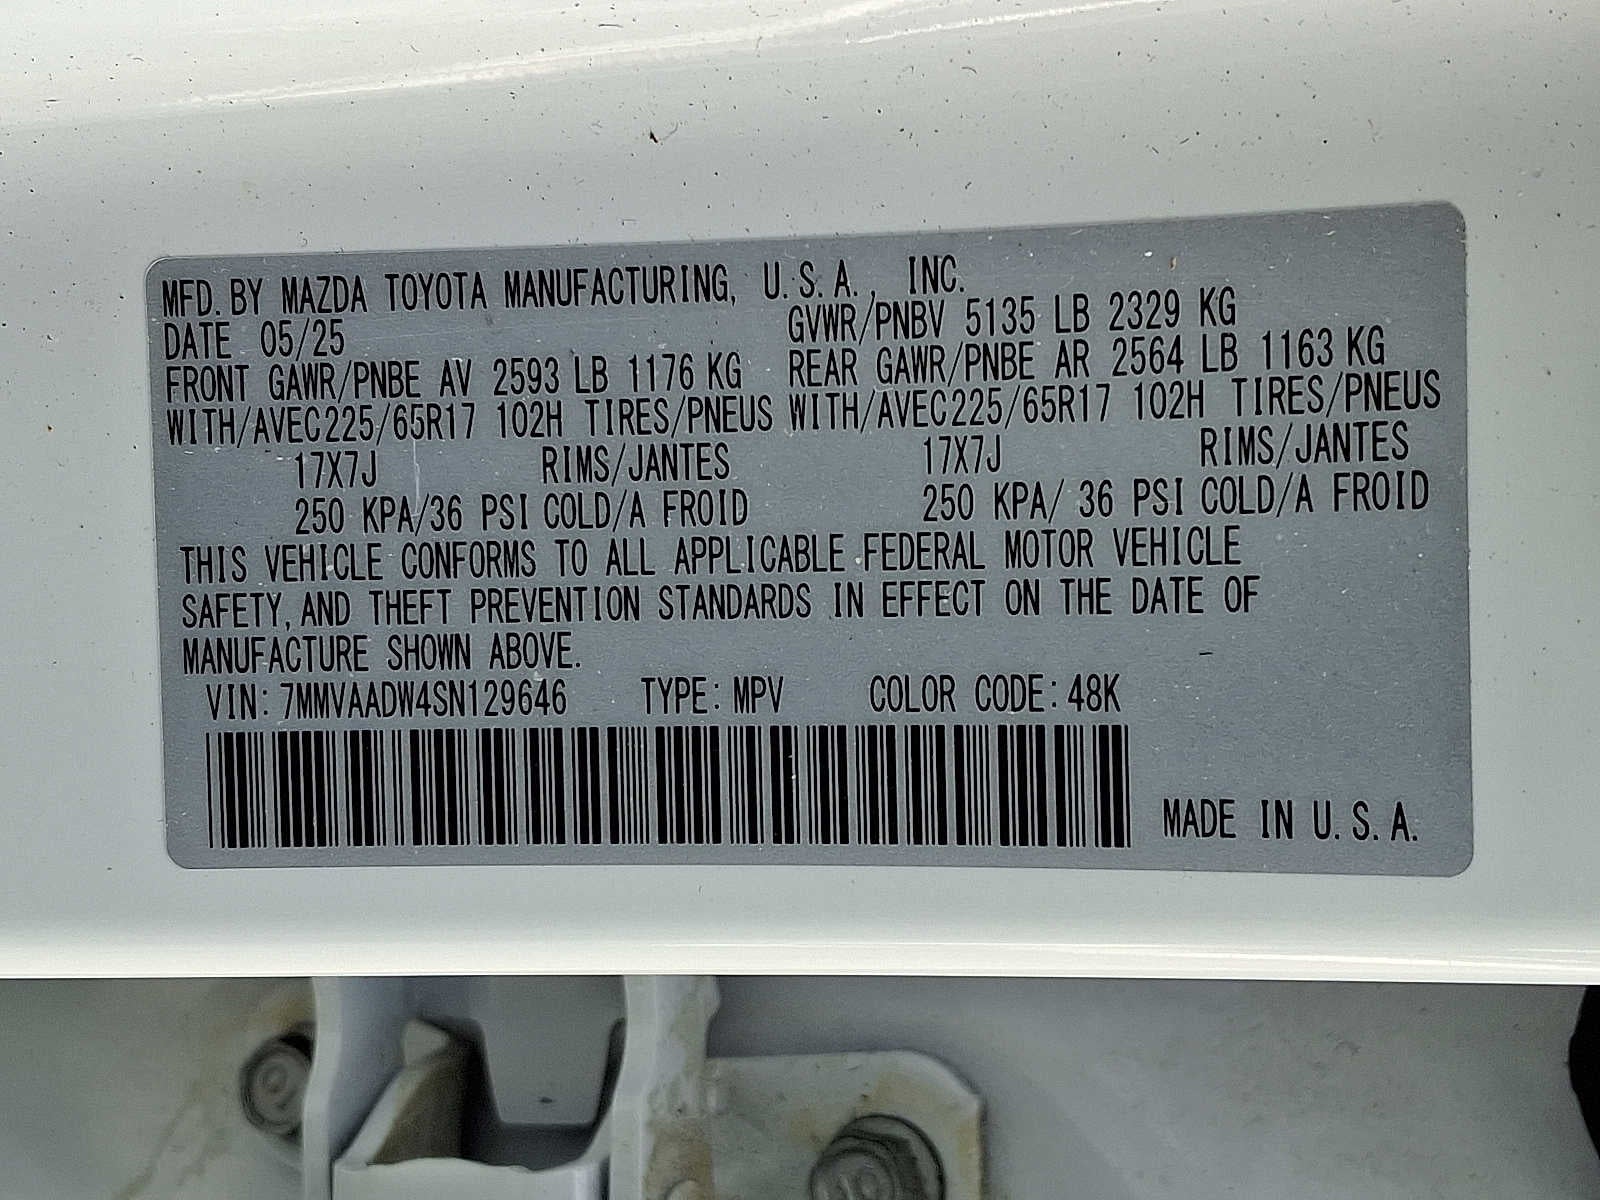 MFD. BY MAZDA TOYOTA MANUFACTURING, U.S.A., INC.
DATE 05/25 GVWR/PNBV 5135 LB 2329 KG
FRONT GAWR/PNBE AV 2593 LB 1176 KG REAR GAWR/PNBE AR 2564 LB 1163 KG
WITH/AVEC225/65R17 102H TIRES/PNEUS WITH/AVEC225/65R17 102H TIRES/PNEUS
17X7J RIMS/JANTES 17X7J RIMS/JANTES
250 KPA/36 PSI COLD/A FROID 250 KPA/ 36 PSI COLD/A FROID
THIS VEHICLE CONFORMS TO ALL APPLICABLE FEDERAL MOTOR VEHICLE
SAFETY, AND THEFT PREVENTION STANDARDS IN EFFECT ON THE DATE OF
MANUFACTURE SHOWN ABOVE.
VIN: 7MMVAADW4SN129646 TYPE: MPV COLOR CODE: 48K
MADE IN U.S.A.